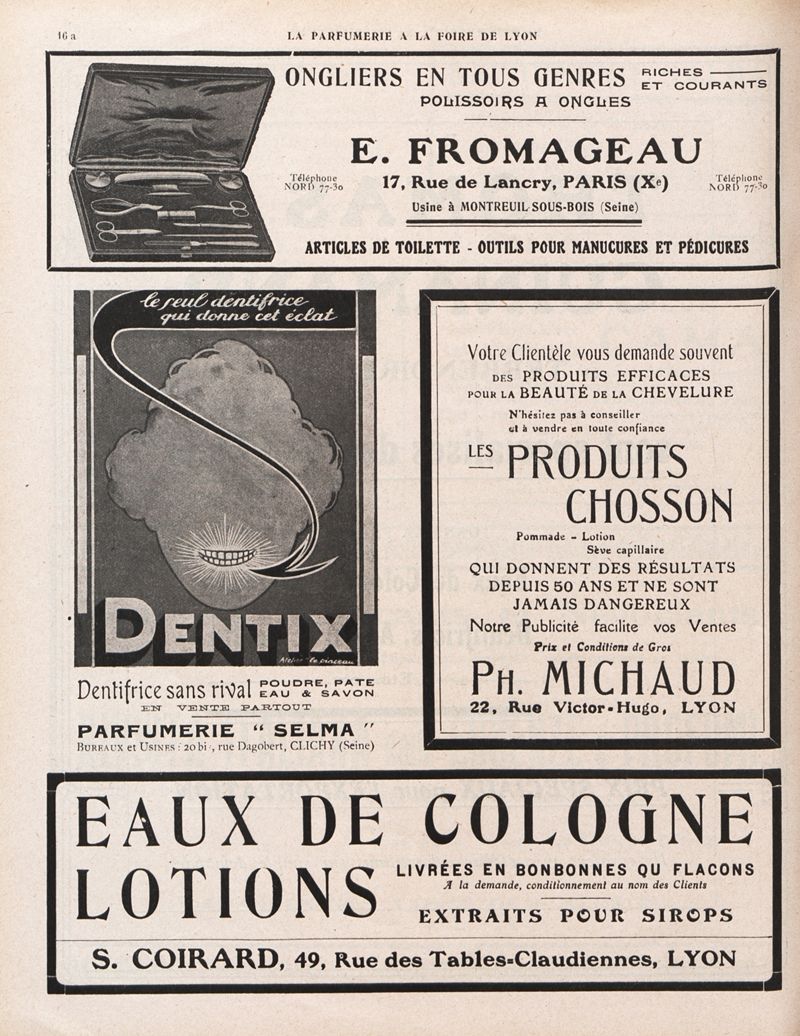 16 a
LA PARFUMERIE A LA FOIRE DE LYON
ONGLIERS EN TOUS GENRES RICHES ET COURANTS
POLISSOIRS A ONGLES
E. FROMAGEAU
Téléphone NORD 77-30
17, Rue de Lancry, PARIS (Xe)
Téléphone NORD 77-30
Usine à MONTREUIL-SOUS-BOIS (Seine)
ARTICLES DE TOILETTE - OUTILS POUR MANUCURES ET PÉDICURES
le seul dentifrice
qui donne cet éclat
DENTIX
Dentifrice sans rival POUDRE, PATE
EAU & SAVON
EN VENTE PARTOUT
PARFUMERIE “ SELMA ”
BUREAUX et USINES : 20 bi, rue Dagobert, CLICHY (Seine)
Votre Clientèle vous demande souvent
DES PRODUITS EFFICACES
POUR LA BEAUTÉ DE LA CHEVELURE
N'hésitez pas à conseiller
et à vendre en toute confiance
LES PRODUITS
CHOSSON
Pommade - Lotion
Sève capillaire
QUI DONNENT DES RÉSULTATS
DEPUIS 50 ANS ET NE SONT
JAMAIS DANGEREUX
Notre Publicité facilite vos Ventes
Prix et Conditions de Gros
PH. MICHAUD
22, Rue Victor-Hugo, LYON
EAUX DE COLOGNE
LOTIONS
LIVRÉES EN BONBONNES OU FLACONS
A la demande, conditionnement au nom des Clients
EXTRAITS POUR SIROPS
S. COIRARD, 49, Rue des Tables-Claudiennes, LYON